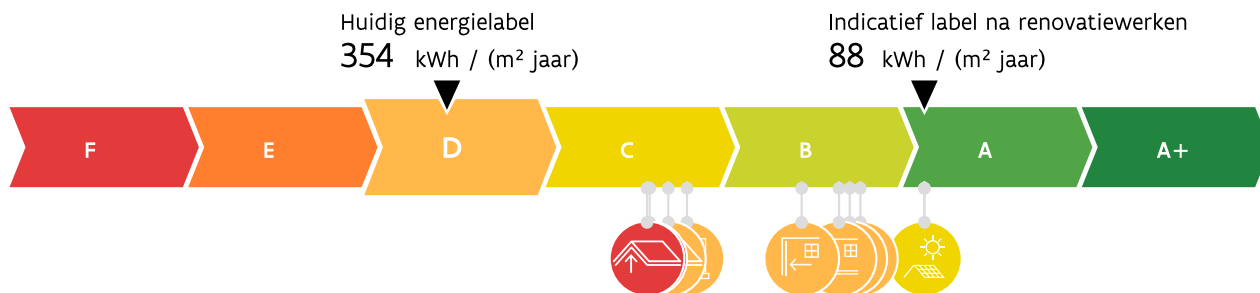 Huidig energielabel
354 kWh / (m² jaar)
Indicatief label na renovatiewerken
88 kWh / (m² jaar)
F E D C B A A+